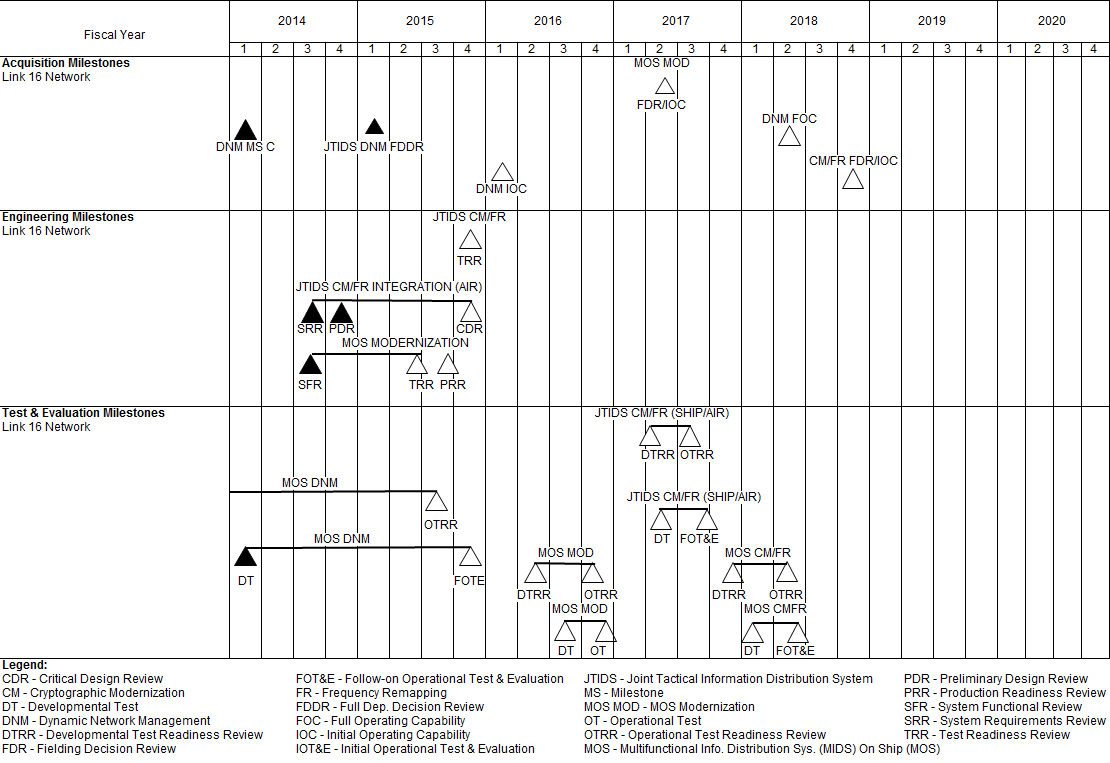 Fiscal Year
2014 2015 2016 2017 2018 2019 2020
1 2 3 4 1 2 3 4 1 2 3 4 1 2 3 4 1 2 3 4 1 2 3 4 1 2 3 4
Acquisition Milestones
Link 16 Network
MOS MOD
FDR/IOC
DNM MS C
JTIDS DNM FDDR
DNM FOC
CM/FR FDR/IOC
DNM IOC
Engineering Milestones
Link 16 Network
JTIDS CM/FR
TRR
JTIDS CM/FR INTEGRATION (AIR)
SRR PDR CDR
MOS MODERNIZATION
SFR TRR PRR
Test & Evaluation Milestones
Link 16 Network
JTIDS CM/FR (SHIP/AIR)
DTRR OTRR
MOS DNM
OTRR
JTIDS CM/FR (SHIP/AIR)
DT FOT&E
MOS DNM
DT FOTE
MOS MOD
DTRR OTRR
MOS CM/FR
DTRR OTRR
MOS MOD
DT OT
MOS CMFR
DT FOT&E
Legend:
CDR - Critical Design Review
CM - Cryptographic Modernization
DT - Developmental Test
DNM - Dynamic Network Management
DTRR - Developmental Test Readiness Review
FDR - Fielding Decision Review
FOT&E - Follow-on Operational Test & Evaluation
FR - Frequency Remapping
FDDR - Full Dep. Decision Review
FOC - Full Operating Capability
IOC - Initial Operating Capability
IOT&E - Initial Operational Test & Evaluation
JTIDS - Joint Tactical Information Distribution System
MS - Milestone
MOS MOD - MOS Modernization
OT - Operational Test
OTRR - Operational Test Readiness Review
MOS - Multifunctional Info. Distribution Sys. (MIDS) On Ship (MOS)
PDR - Preliminary Design Review
PRR - Production Readiness Review
SFR - System Functional Review
SRR - System Requirements Review
TRR - Test Readiness Review